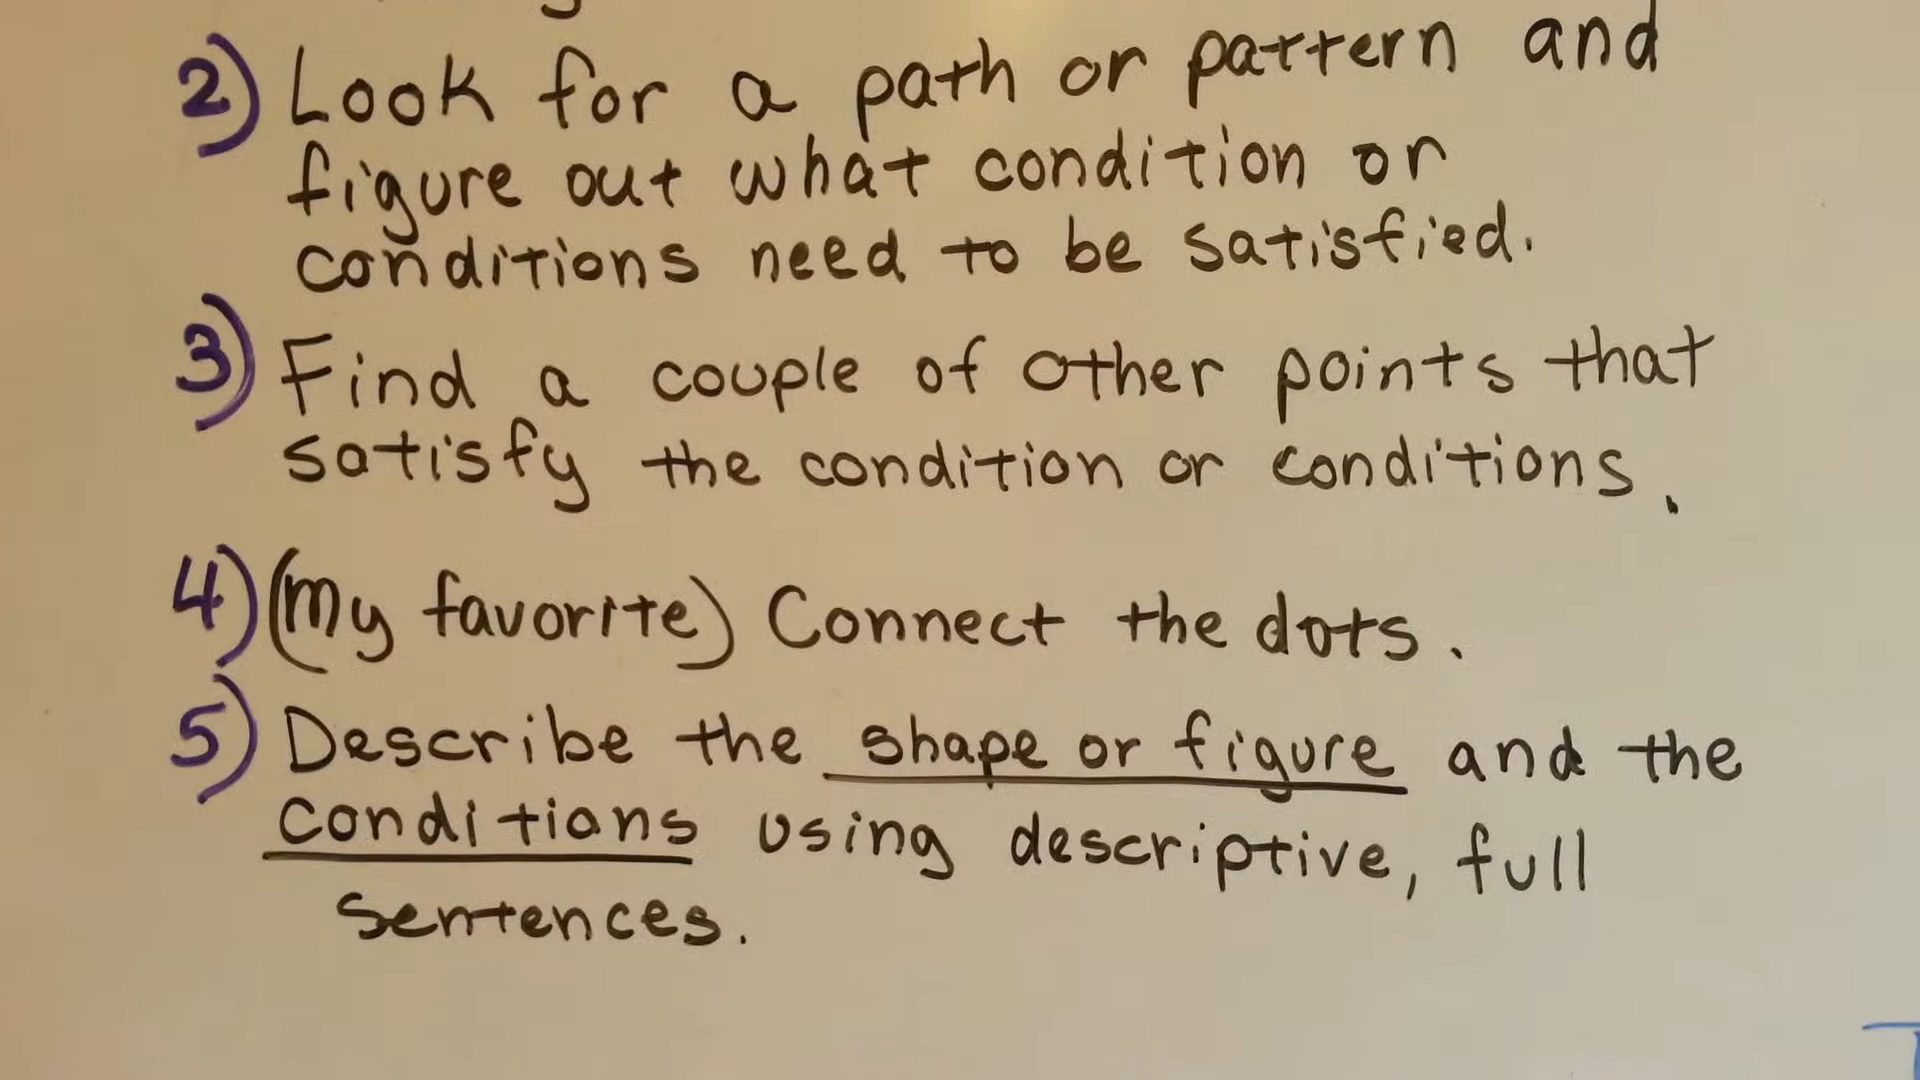 2) Look for a path or pattern and
figure out what condition or
conditions need to be satisfied.
3) Find a couple of other points that
satisfy the condition or conditions.
4) (My favorite) Connect the dots.
5) Describe the shape or figure and the
conditions using descriptive, full
sentences.